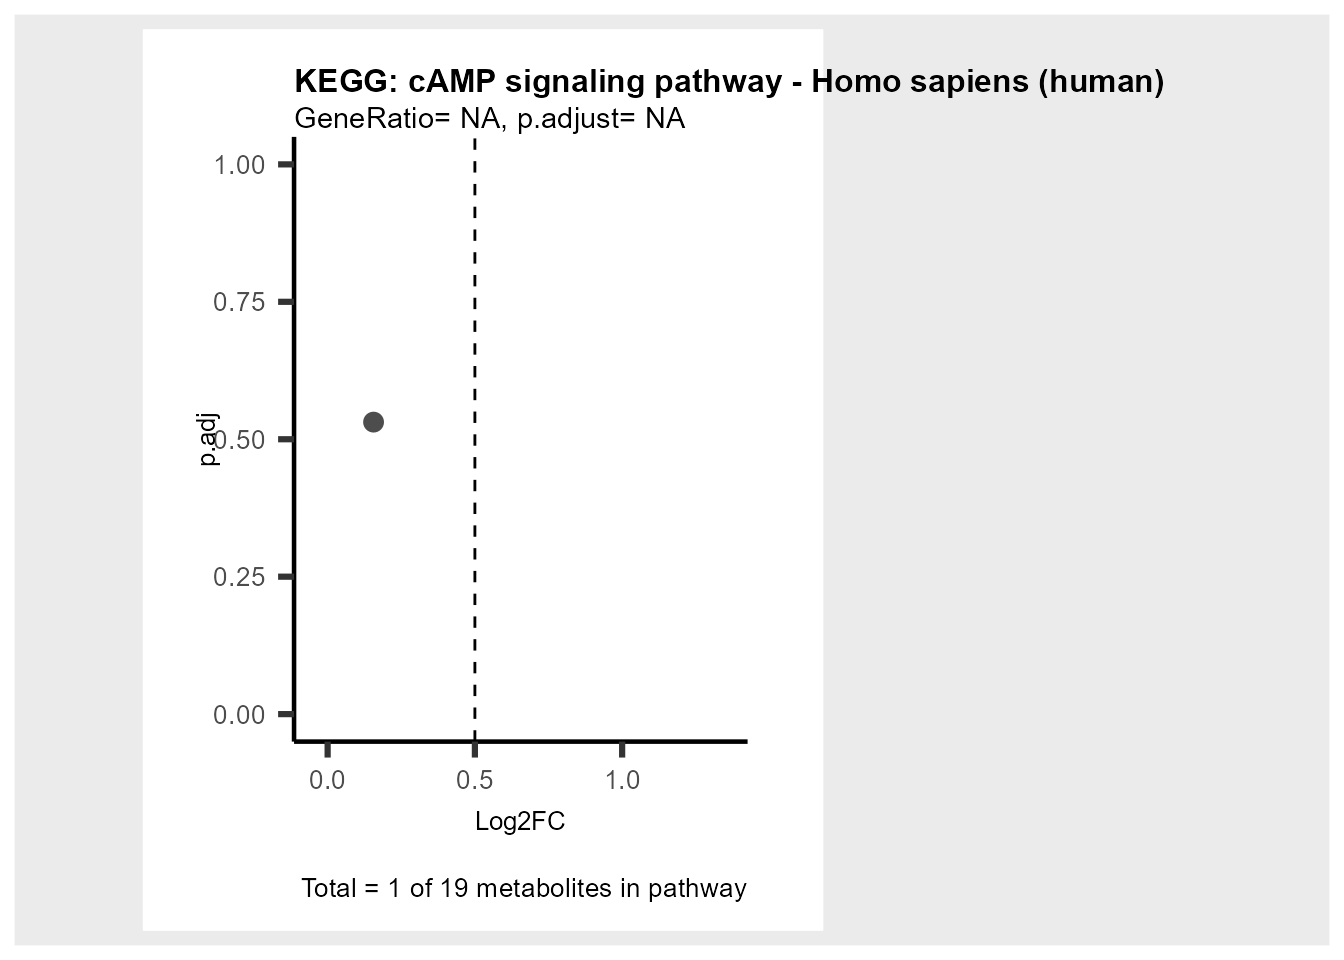 KEGG: cAMP signaling pathway - Homo sapiens (human)
GeneRatio= NA, p.adjust= NA
1.00
0.75
0.50
0.25
0.00
p.adj
0.0 0.5 1.0
Log2FC
Total = 1 of 19 metabolites in pathway